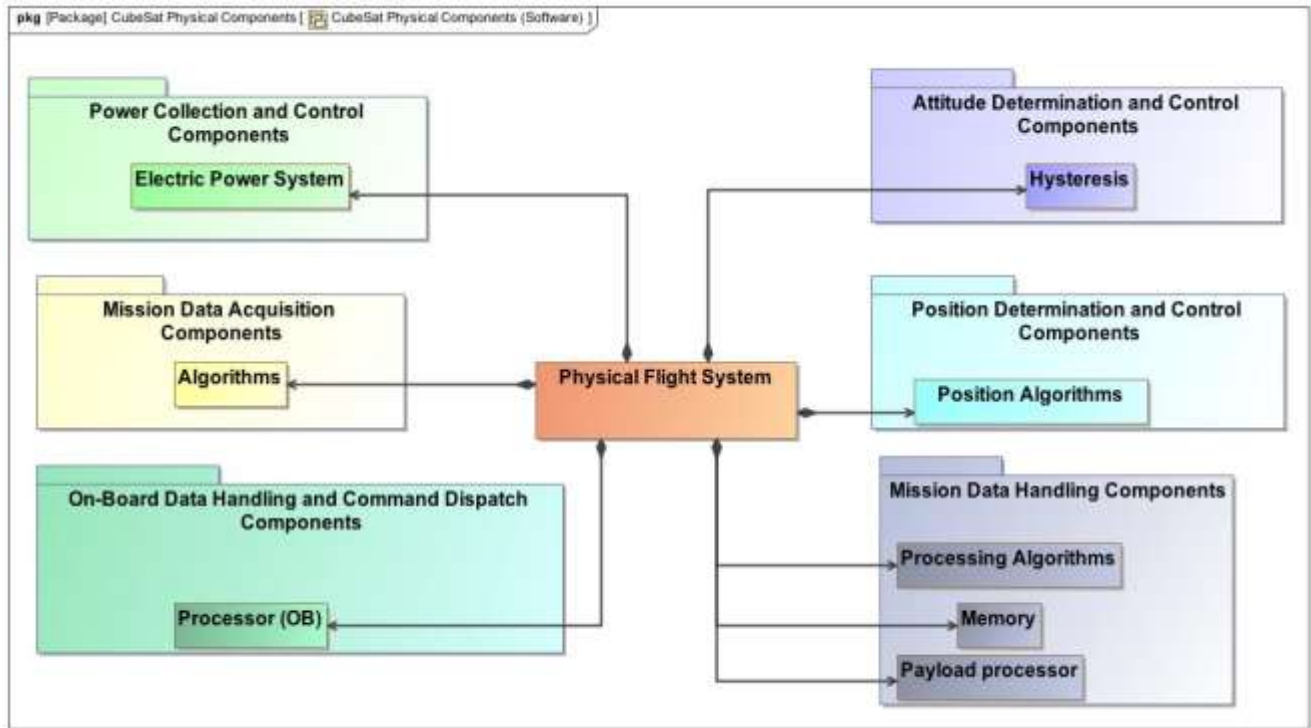 pkg [Package] CubeSat Physical Components [ CubeSat Physical Components (Software) ]
Power Collection and Control
Components
Electric Power System
Attitude Determination and Control
Components
Hysteresis
Mission Data Acquisition
Components
Algorithms
Position Determination and Control
Components
Position Algorithms
Physical Flight System
On-Board Data Handling and Command Dispatch
Components
Processor (OB)
Mission Data Handling Components
Processing Algorithms
Memory
Payload processor